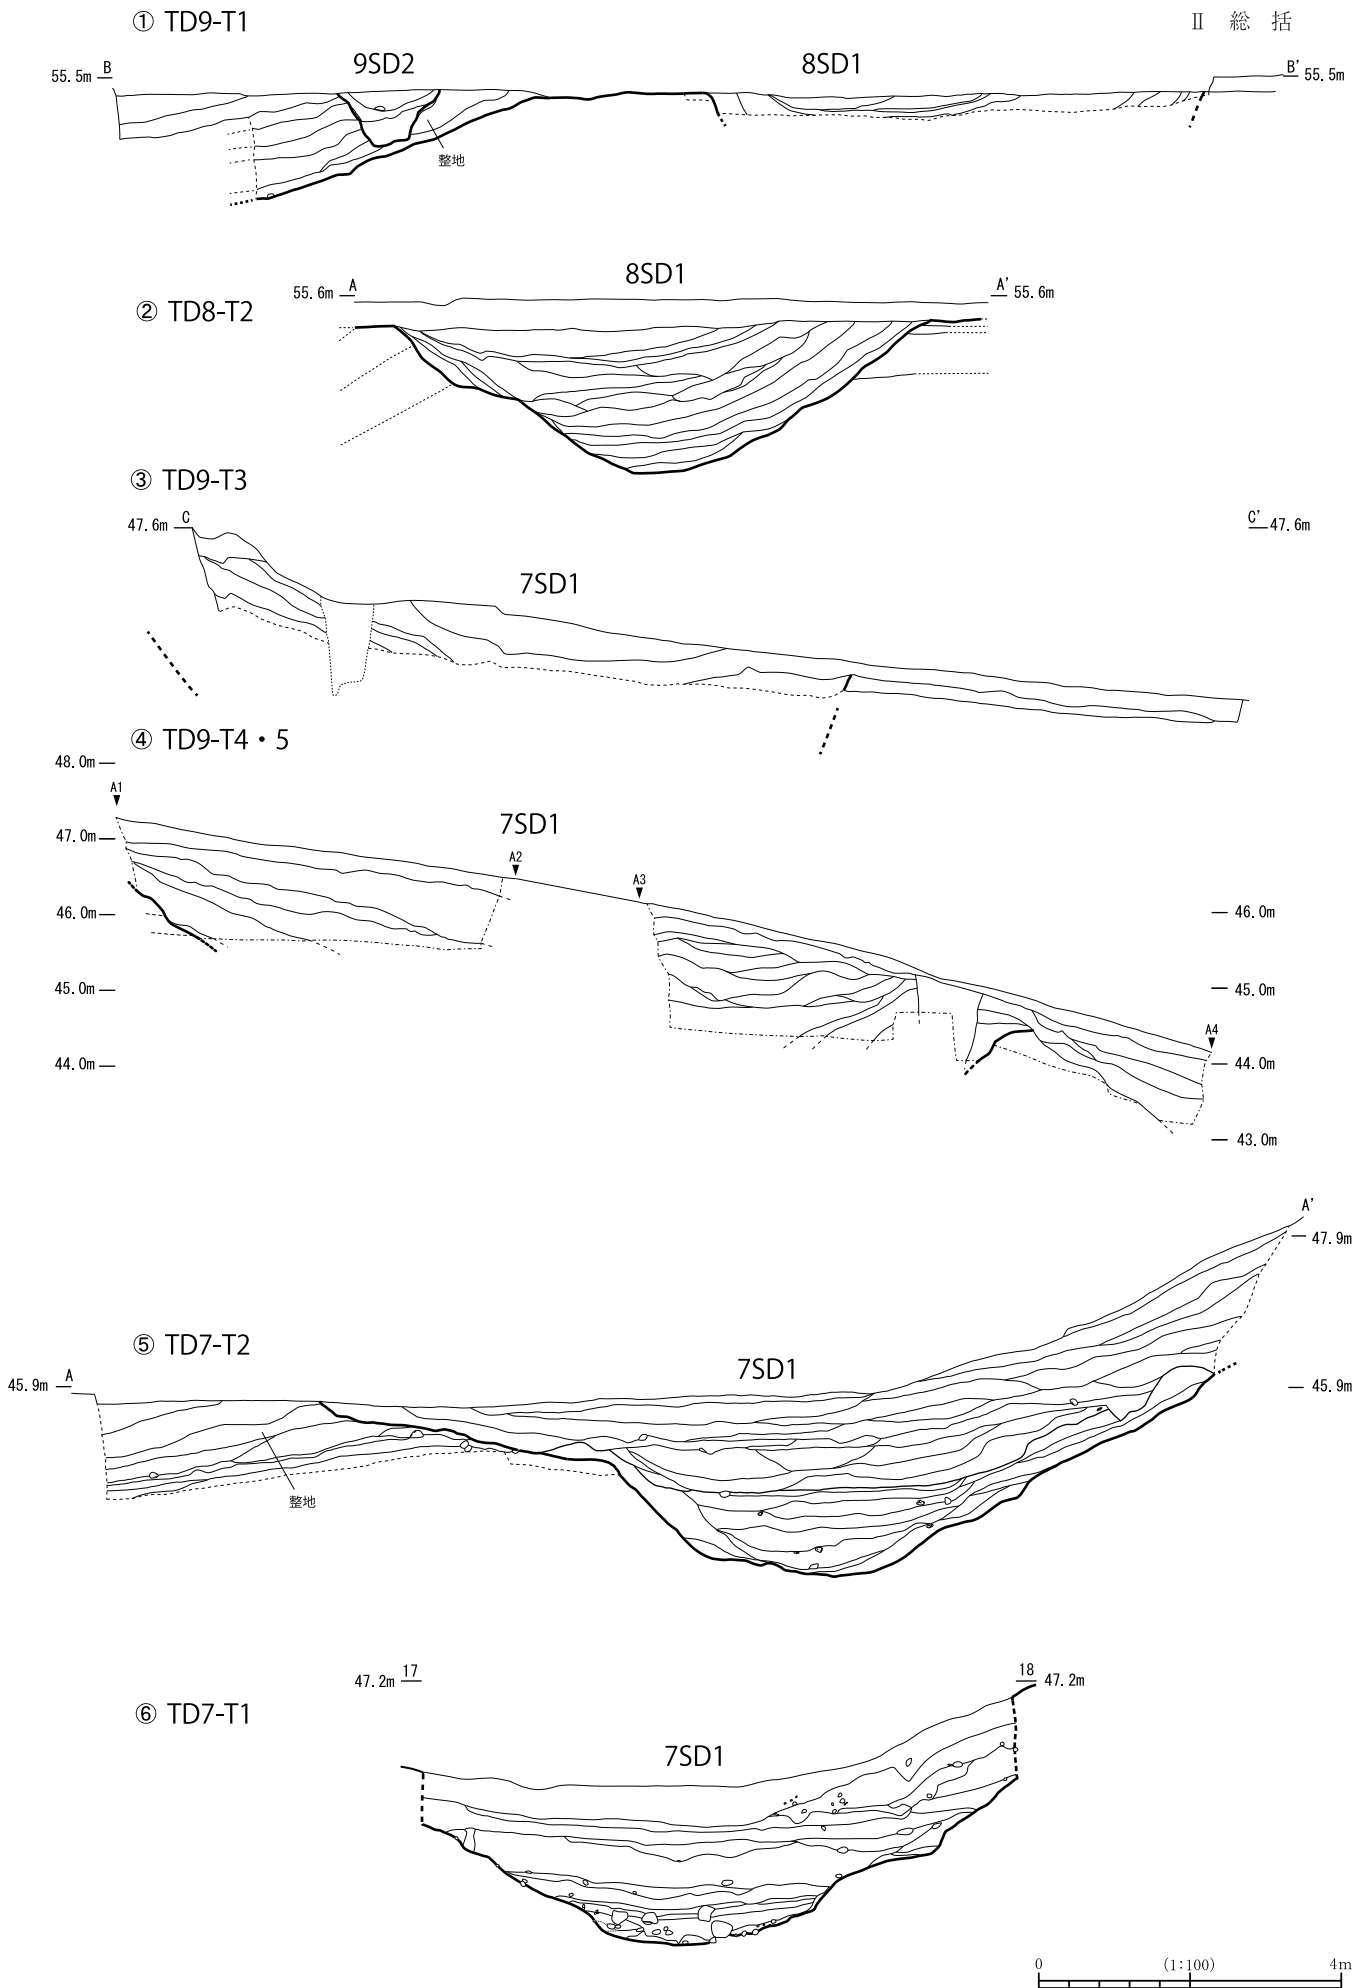 Ⅱ 総 括
① TD9-T1
9SD2
8SD1
55.5m B
B' 55.5m
整地
8SD1
55.6m A
A' 55.6m
② TD8-T2
③ TD9-T3
47.6m C
C' 47.6m
7SD1
④ TD9-T4・5
48.0m
A1
7SD1
47.0m
A2
A3
46.0m
46.0m
45.0m
45.0m
A4
44.0m
44.0m
43.0m
A'
47.9m
⑤ TD7-T2
7SD1
45.9m A
45.9m
整地
47.2m 17
18 47.2m
⑥ TD7-T1
7SD1
0 (1:100) 4m